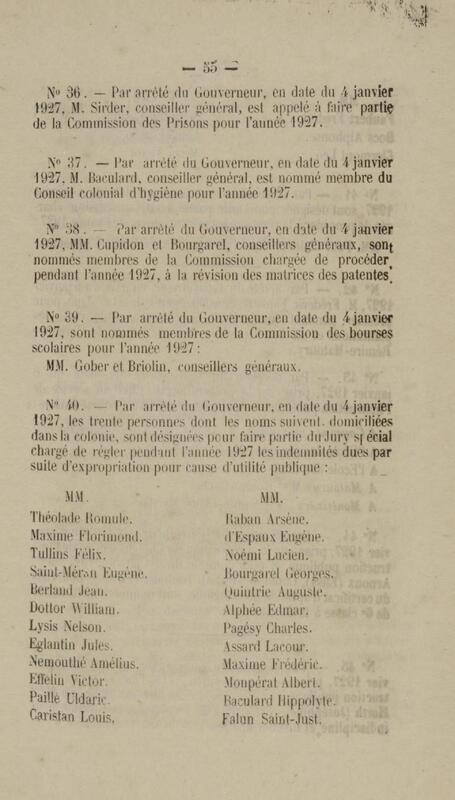 — 55 —
N° 36. — Par arrêté du Gouverneur, en date du 4 janvier
1927, M. Sirder, conseiller général, est appelé à faire partie
de la Commission des Prisons pour l'année 1927.
N° 37. — Par arrêté du Gouverneur, en date du 4 janvier
1927, M. Baculard, conseiller général, est nommé membre du
Conseil colonial d'hygiène pour l'année 1927.
N° 38. — Par arrêté du Gouverneur, en date du 4 janvier
1927, MM. Cupidon et Bourgarel, conseillers généraux, sont
nommés membres de la Commission chargée de procéder,
pendant l'année 1927, à la révision des matrices des patentes.
N° 39. — Par arrêté du Gouverneur, en date du 4 janvier
1927, sont nommés membres de la Commission des bourses
scolaires pour l'année 1927:
MM. Gober et Briolin, conseillers généraux.
N° 40. — Par arrêté du Gouverneur, en date du 4 janvier
1927, les trente personnes dont les noms suivent, domiciliées
dans la colonie, sont désignées pour faire partie du Jury spécial
chargé de régler pendant l'année 1927 les indemnités dues par
suite d'expropriation pour cause d'utilité publique :
MM.
Théolade Romule.
Maxime Florimond.
Tullins Félix.
Saint-Méran Eugène.
Berland Jean.
Dottor William.
Lysis Nelson.
Eglantin Jules.
Nemouthé Amélius.
Effelin Victor.
Paille Uldaric.
Caristan Louis,
MM.
Raban Arsène.
d'Espaux Eugène.
Noémi Lucien.
Bourgarel Georges.
Quintrie Auguste.
Alphée Edmar.
Pagésy Charles.
Assard Lacour.
Maxime Frédéric.
Monpérat Albert.
Baculard Hippolyte.
Falun Saint-Just.